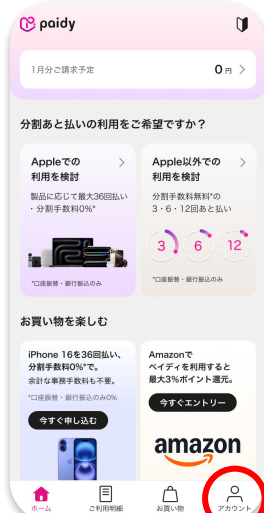 paidy
1月分ご請求予定
0 円
分割あと払いの利用をご希望ですか？
Appleでの
利用を検討
製品に応じて最大36回払い
・分割手数料0%*
*口座振替・銀行振込のみ
Apple以外での
利用を検討
分割手数料無料*の
3・6・12回あと払い
3
6
12
*口座振替・銀行振込のみ
お買い物を楽しむ
iPhone 16を36回払い、
分割手数料0%*で。
余計な事務手数料も不要。
*口座振替・銀行振込のみ0%
今すぐ申し込む
Amazonで
ペイディを利用すると
最大3%ポイント還元。
今すぐエントリー
amazon
ホーム
ご利用明細
お買い物
アカウント